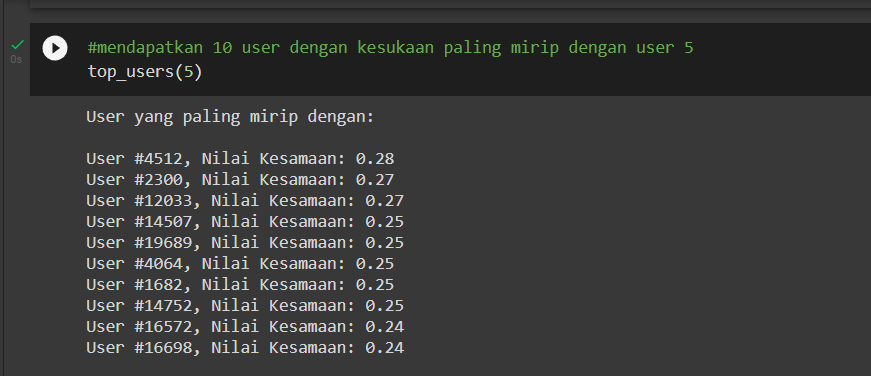 #mendapatkan 10 user dengan kesukaan paling mirip dengan user 5
top_users(5)
0s
User yang paling mirip dengan:
User #4512, Nilai Kesamaan: 0.28
User #2300, Nilai Kesamaan: 0.27
User #12033, Nilai Kesamaan: 0.27
User #14507, Nilai Kesamaan: 0.25
User #19689, Nilai Kesamaan: 0.25
User #4064, Nilai Kesamaan: 0.25
User #1682, Nilai Kesamaan: 0.25
User #14752, Nilai Kesamaan: 0.25
User #16572, Nilai Kesamaan: 0.24
User #16698, Nilai Kesamaan: 0.24